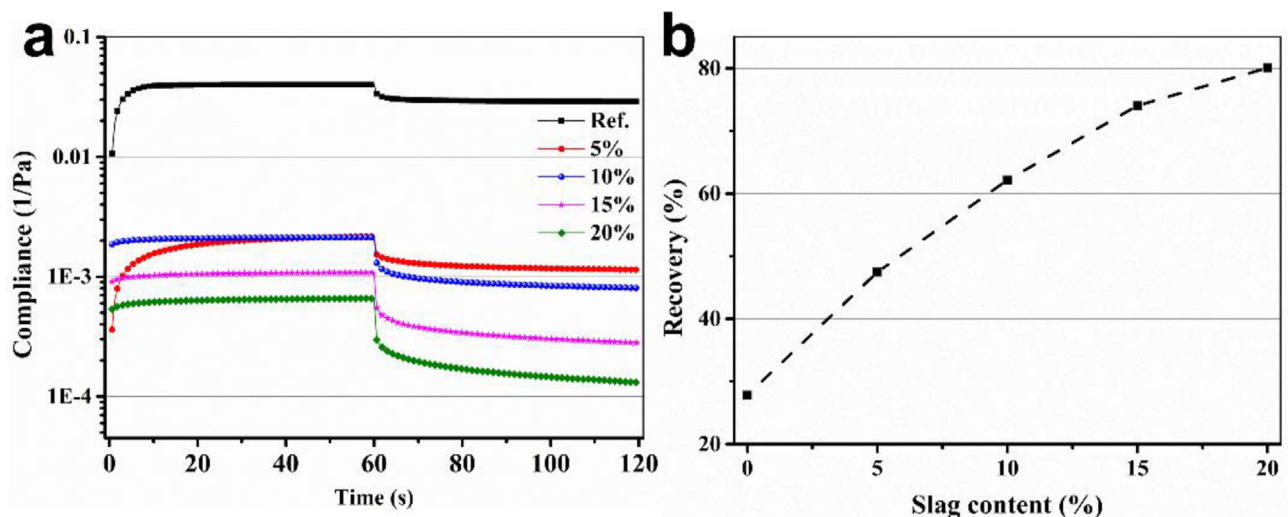 a
0.1
0.01
1E-3
1E-4
Compliance (1/Pa)
Ref.
5%
10%
15%
20%
0
20
40
60
80
100
120
Time (s)
b
80
60
40
20
Recovery (%)
0
5
10
15
20
Slag content (%)